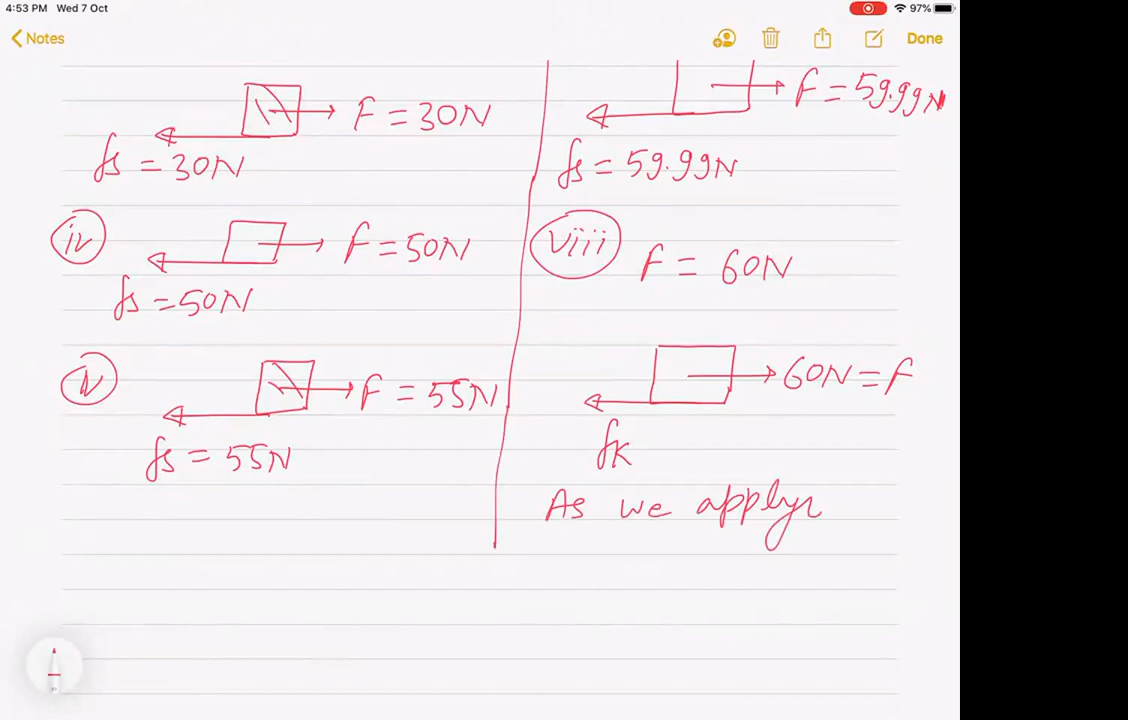 4:53 PM Wed 7 Oct
97%
Notes
Done
F = 30N
fs = 30N
iv
F = 50N
fs = 50N
v
F = 55N
fs = 55N
F = 59.99N
fs = 59.99N
viii
F = 60N
60N = F
fk
As we apply